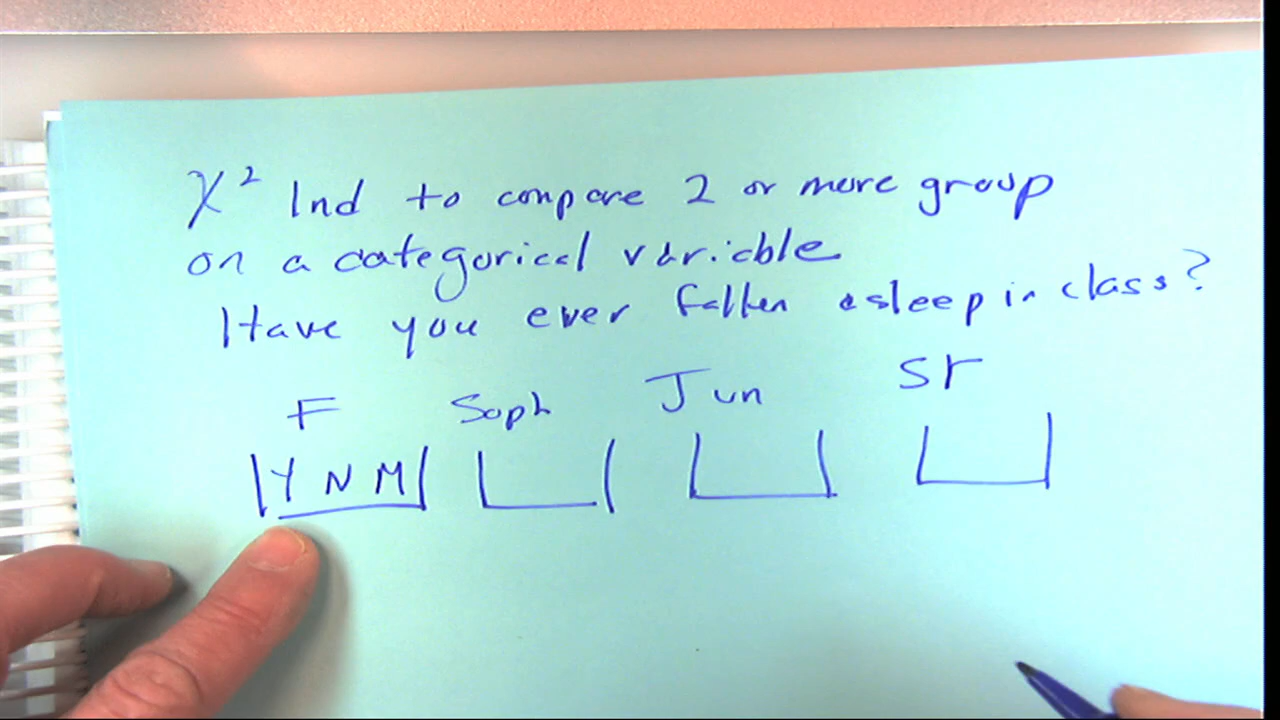 χ² Ind to compare 2 or more group
on a categorical variable
Have you ever fallen asleep in class?
F Soph Jun Sr
Y N M